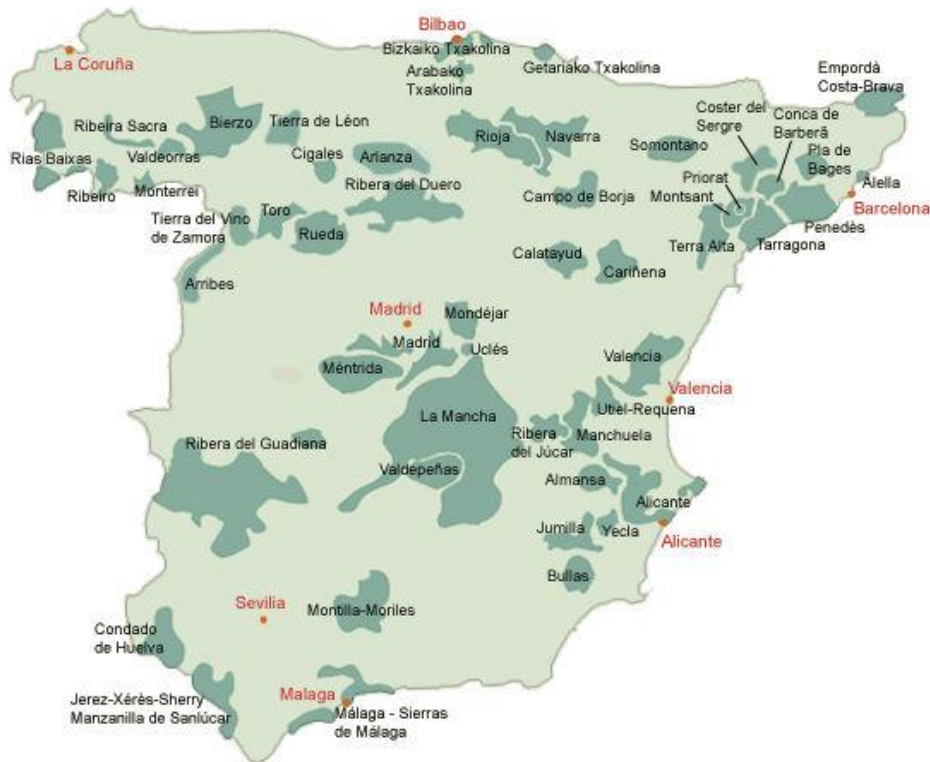 Bilbao
La Coruña
Bizkaiko Txakolina
Arabako
Txakolina
Getariako Txakolina
Empordà
Costa-Brava
Coster del
Sergre
Conca de
Barberã
Ribeira Sacra
Bierzo
Tierra de Léon
Rioja
Navarra
Somontano
Pla de
Bages
Rias Baixas
Valdeorras
Cigales
Arlanza
Priorat
Alella
Ribeiro
Monterrei
Ribera del Duero
Campo de Borja
Montsant
Barcelona
Tierra del Vino
de Zamora
Toro
Rueda
Penedès
Calatayud
Cariñena
Terra Alta
Tarragona
Arribes
Madrid
Mondéjar
Madrid
Uclés
Méntrida
Valencia
Valencia
La Mancha
Utiel-Requena
Ribera del Guadiana
Ribera
del Júcar
Manchuela
Valdepeñas
Almansa
Alicante
Jumilla
Yecla
Alicante
Bullas
Sevilia
Montilla-Moriles
Condado
de Huelva
Jerez-Xérès-Sherry
Manzanilla de Sanlúcar
Malaga
Málaga - Sierras
de Málaga